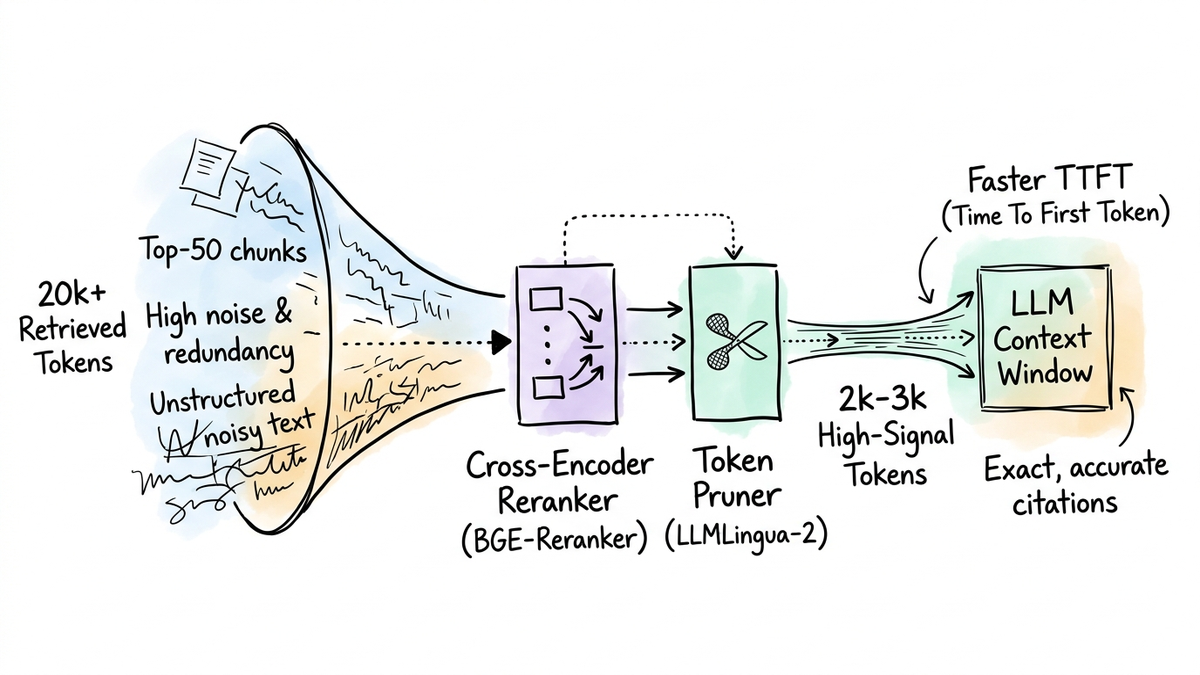 20k+
Retrieved
Tokens
Top-50 chunks
High noise &
redundancy
Unstructured
noisy text
Cross-Encoder
Reranker
(BGE-Reranker)
Token
Pruner
(LLMLingua-2)
2k-3k
High-Signal
Tokens
Faster TTFT
(Time To First Token)
LLM
Context
Window
Exact, accurate
citations